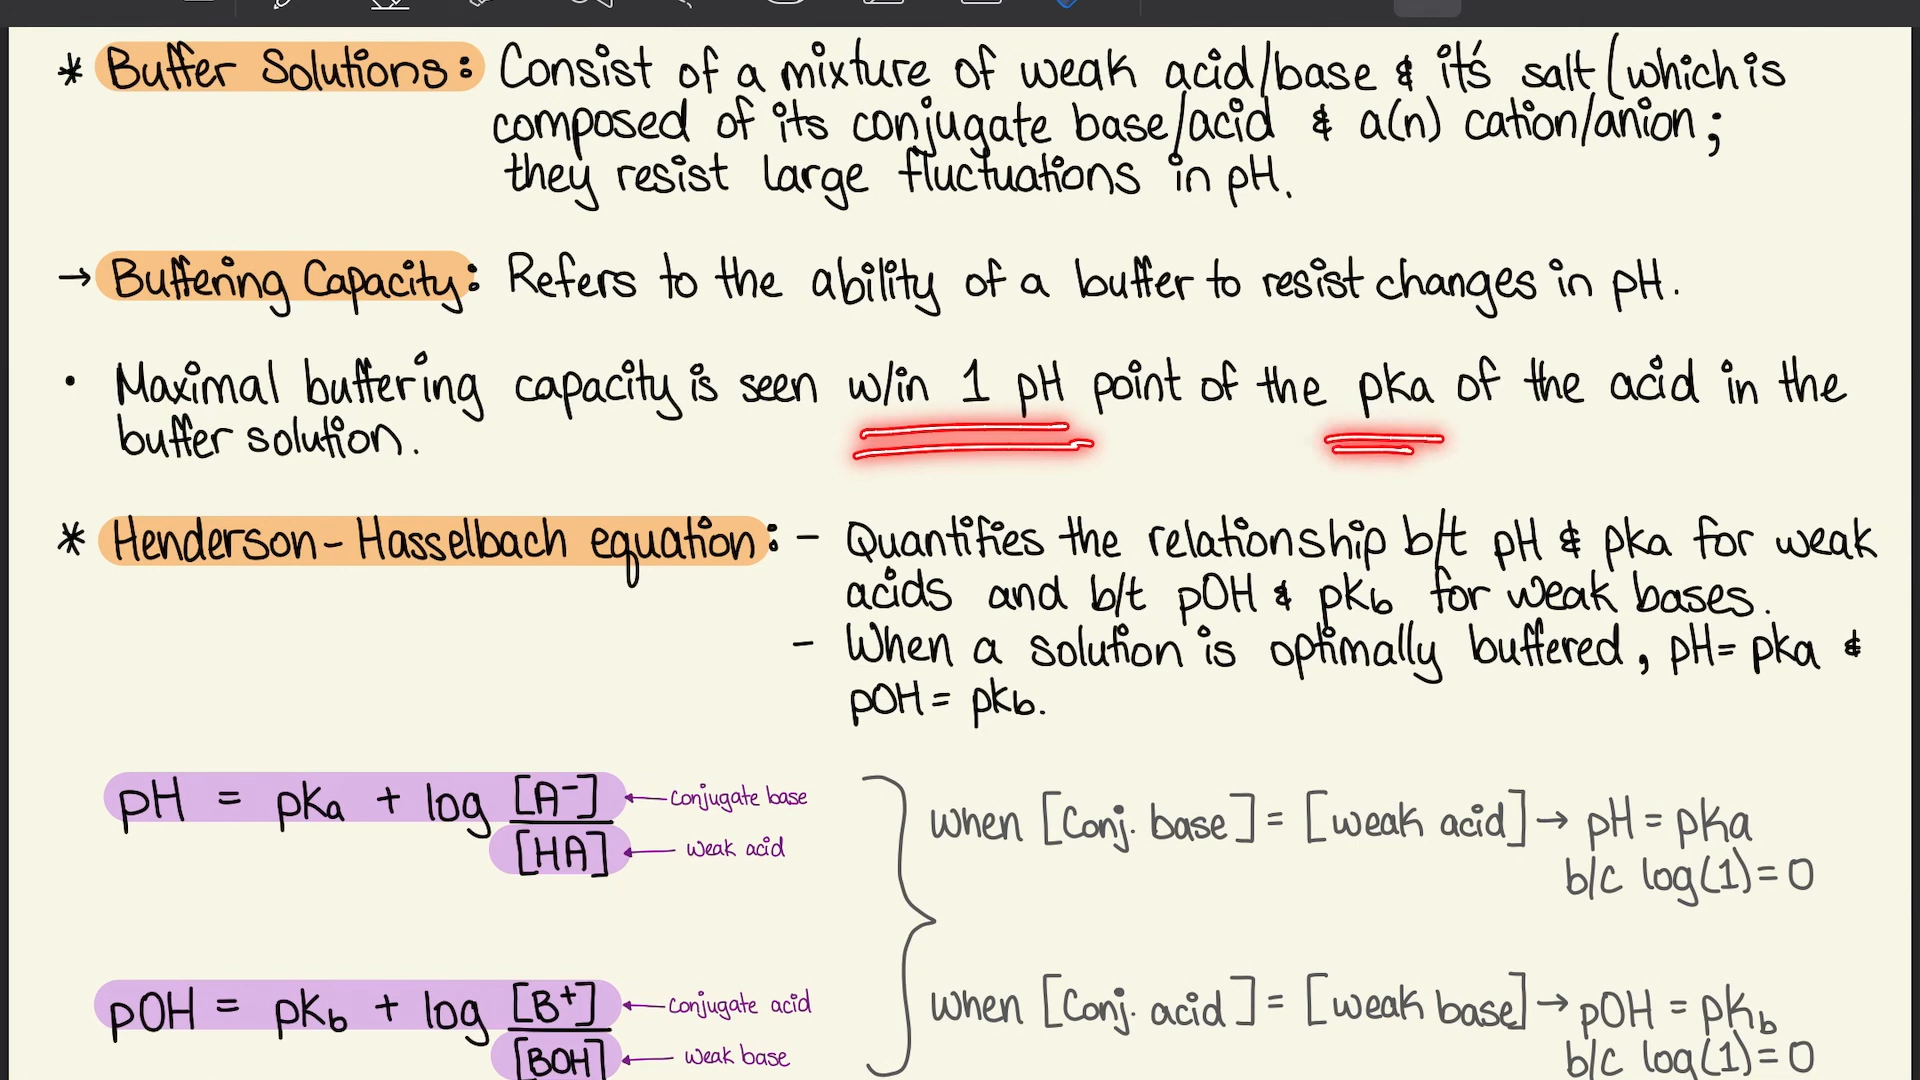 * Buffer Solutions: Consist of a mixture of weak acid/base & it's salt (which is
composed of its conjugate base/acid & a(n) cation/anion;
they resist large fluctuations in pH.
→ Buffering Capacity: Refers to the ability of a buffer to resist changes in pH.
• Maximal buffering capacity is seen w/in 1 pH point of the pKa of the acid in the
buffer solution.
* Henderson-Hasselbach equation: - Quantifies the relationship b/t pH & pKa for weak
acids and b/t pOH & pKb for weak bases.
- When a solution is optimally buffered, pH= pKa &
pOH = pKb.
pH = pKa + log [A-] ← conjugate base
[HA] ← weak acid
when [Conj. base] = [weak acid] → pH = pKa
b/c log(1) = 0
pOH = pKb + log [B+] ← conjugate acid
[BOH] ← weak base
when [Conj. acid] = [weak base] → pOH = pKb
b/c log(1) = 0